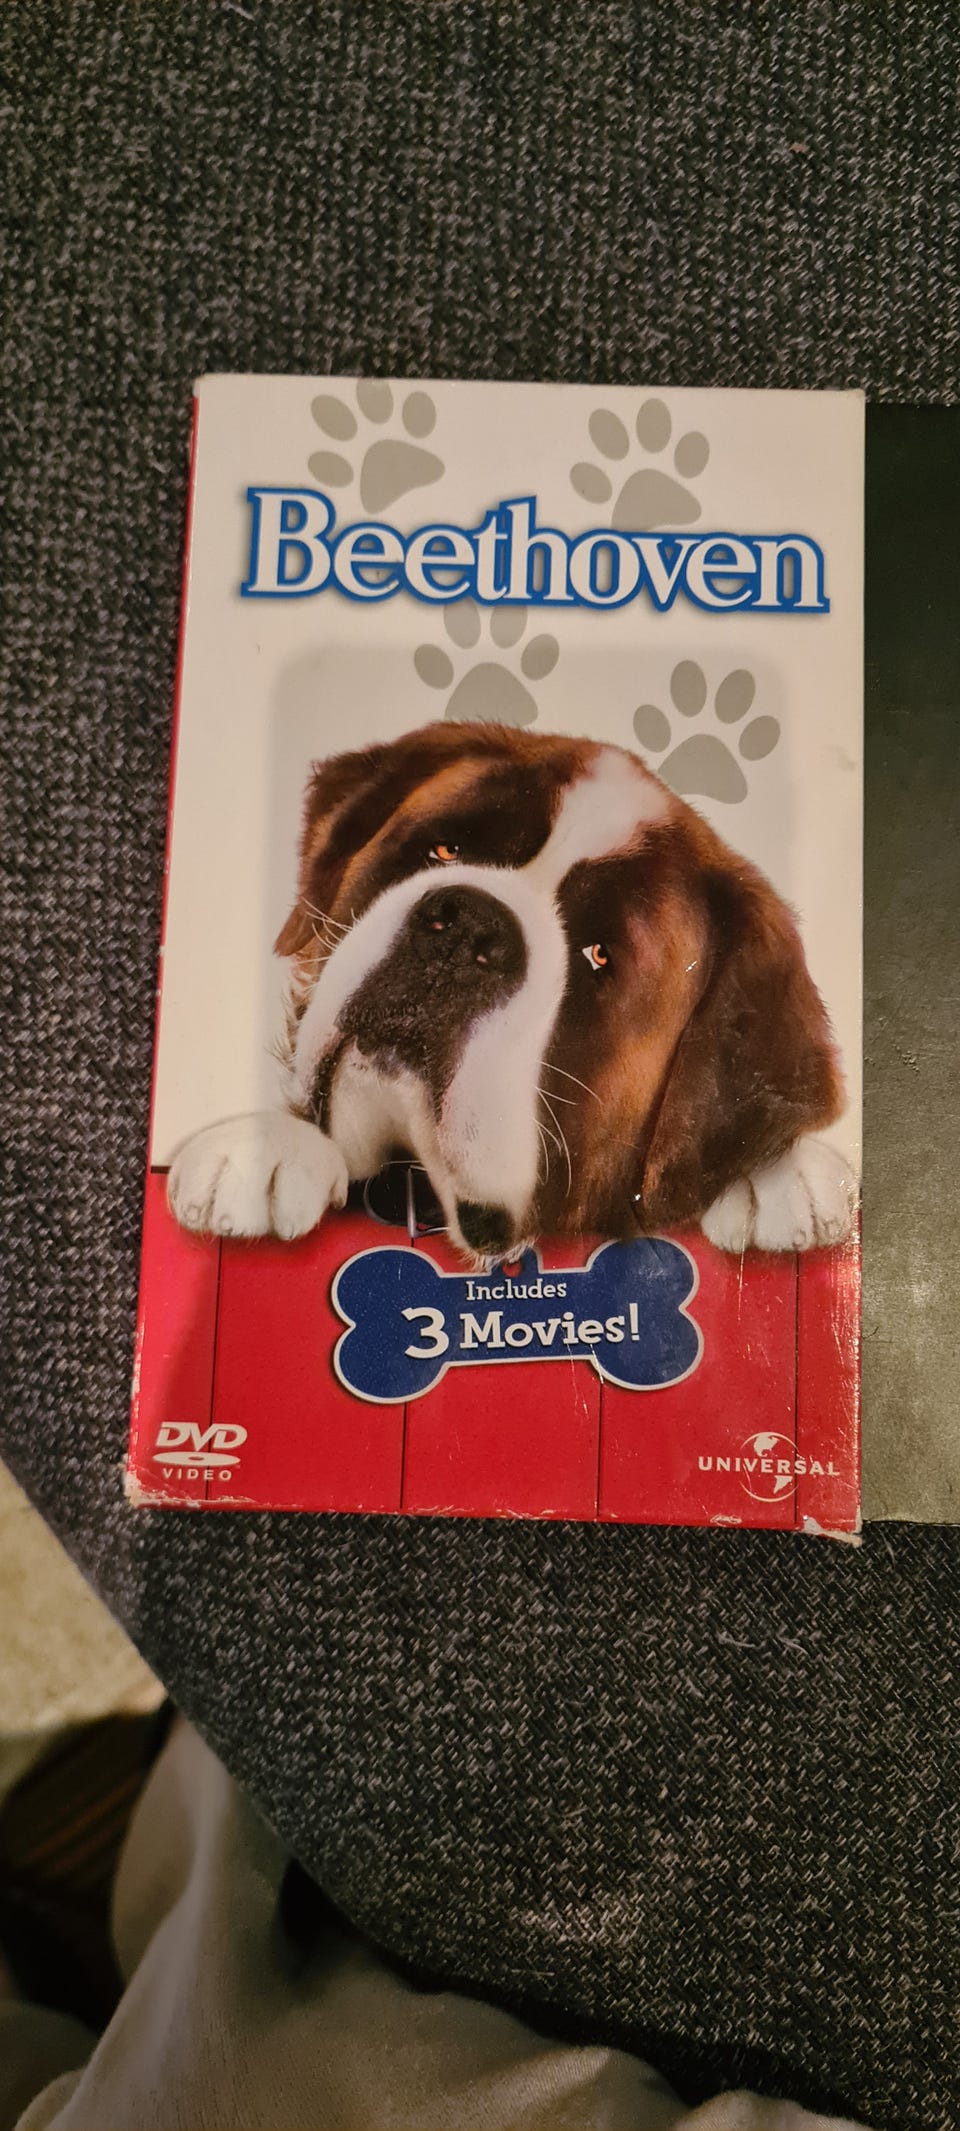 Beethoven
Includes
3 Movies!
DVD
VIDEO
UNIVERSAL